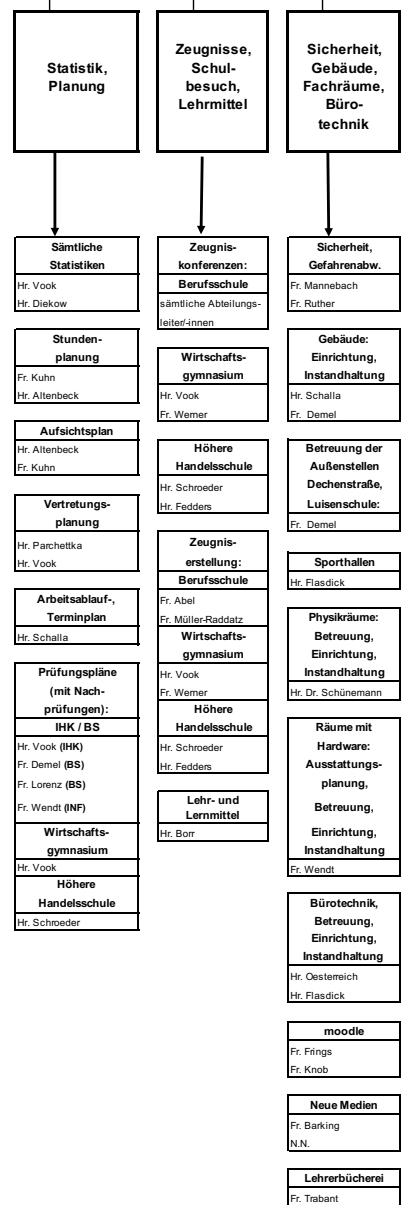 Statistik,
Planung
Sämtliche
Statistiken
Hr. Vook
Hr. Diekow
Stunden-
planung
Fr. Kuhn
Hr. Altenbeck
Aufsichtsplan
Hr. Altenbeck
Fr. Kuhn
Vertretungs-
planung
Hr. Parchettka
Hr. Vook
Arbeitsablauf-,
Terminplan
Hr. Schalla
Prüfungspläne
(mit Nach-
prüfungen):
IHK / BS
Hr. Vook (IHK)
Fr. Demel (BS)
Fr. Lorenz (BS)
Fr. Wendt (INF)
Wirtschafts-
gymnasium
Hr. Vook
Höhere
Handelsschule
Hr. Schroeder
Zeugnisse,
Schul-
besuch,
Lehrmittel
Zeugnis-
konferenzen:
Berufsschule
sämtliche Abteilungs-
leiter/-innen
Wirtschafts-
gymnasium
Hr. Vook
Fr. Werner
Höhere
Handelsschule
Hr. Schroeder
Hr. Fedders
Zeugnis-
erstellung:
Berufsschule
Fr. Abel
Fr. Müller-Raddatz
Wirtschafts-
gymnasium
Hr. Vook
Fr. Werner
Höhere
Handelsschule
Hr. Schroeder
Hr. Fedders
Lehr- und
Lernmittel
Hr. Borr
Sicherheit,
Gebäude,
Fachräume,
Büro-
technik
Sicherheit,
Gefahrenabw.
Fr. Mannebach
Fr. Ruther
Gebäude:
Einrichtung,
Instandhaltung
Hr. Schalla
Fr. Demel
Betreuung der
Außenstellen
Dechenstraße,
Luisenschule:
Fr. Demel
Sporthallen
Hr. Flasdick
Physikräume:
Betreuung,
Einrichtung,
Instandhaltung
Hr. Dr. Schünemann
Räume mit
Hardware:
Ausstattungs-
planung,
Betreuung,
Einrichtung,
Instandhaltung
Fr. Wendt
Bürotechnik,
Betreuung,
Einrichtung,
Instandhaltung
Hr. Oesterreich
Hr. Flasdick
moodle
Fr. Frings
Fr. Knob
Neue Medien
Fr. Barking
N.N.
Lehrerbücherei
Fr. Trabant